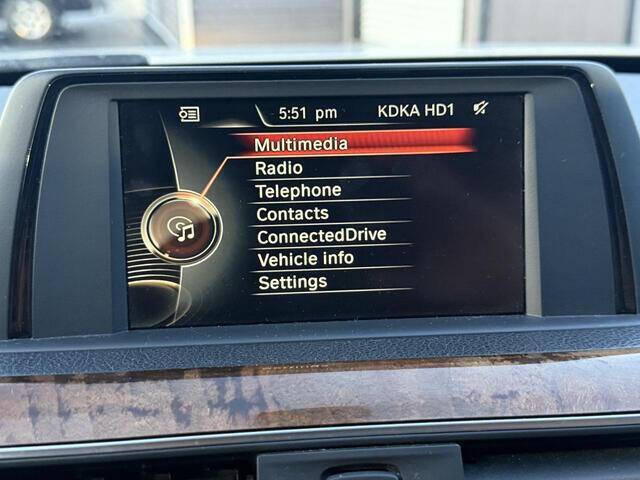 5:51 pm KDKA HD1
Multimedia
Radio
Telephone
Contacts
ConnectedDrive
Vehicle info
Settings